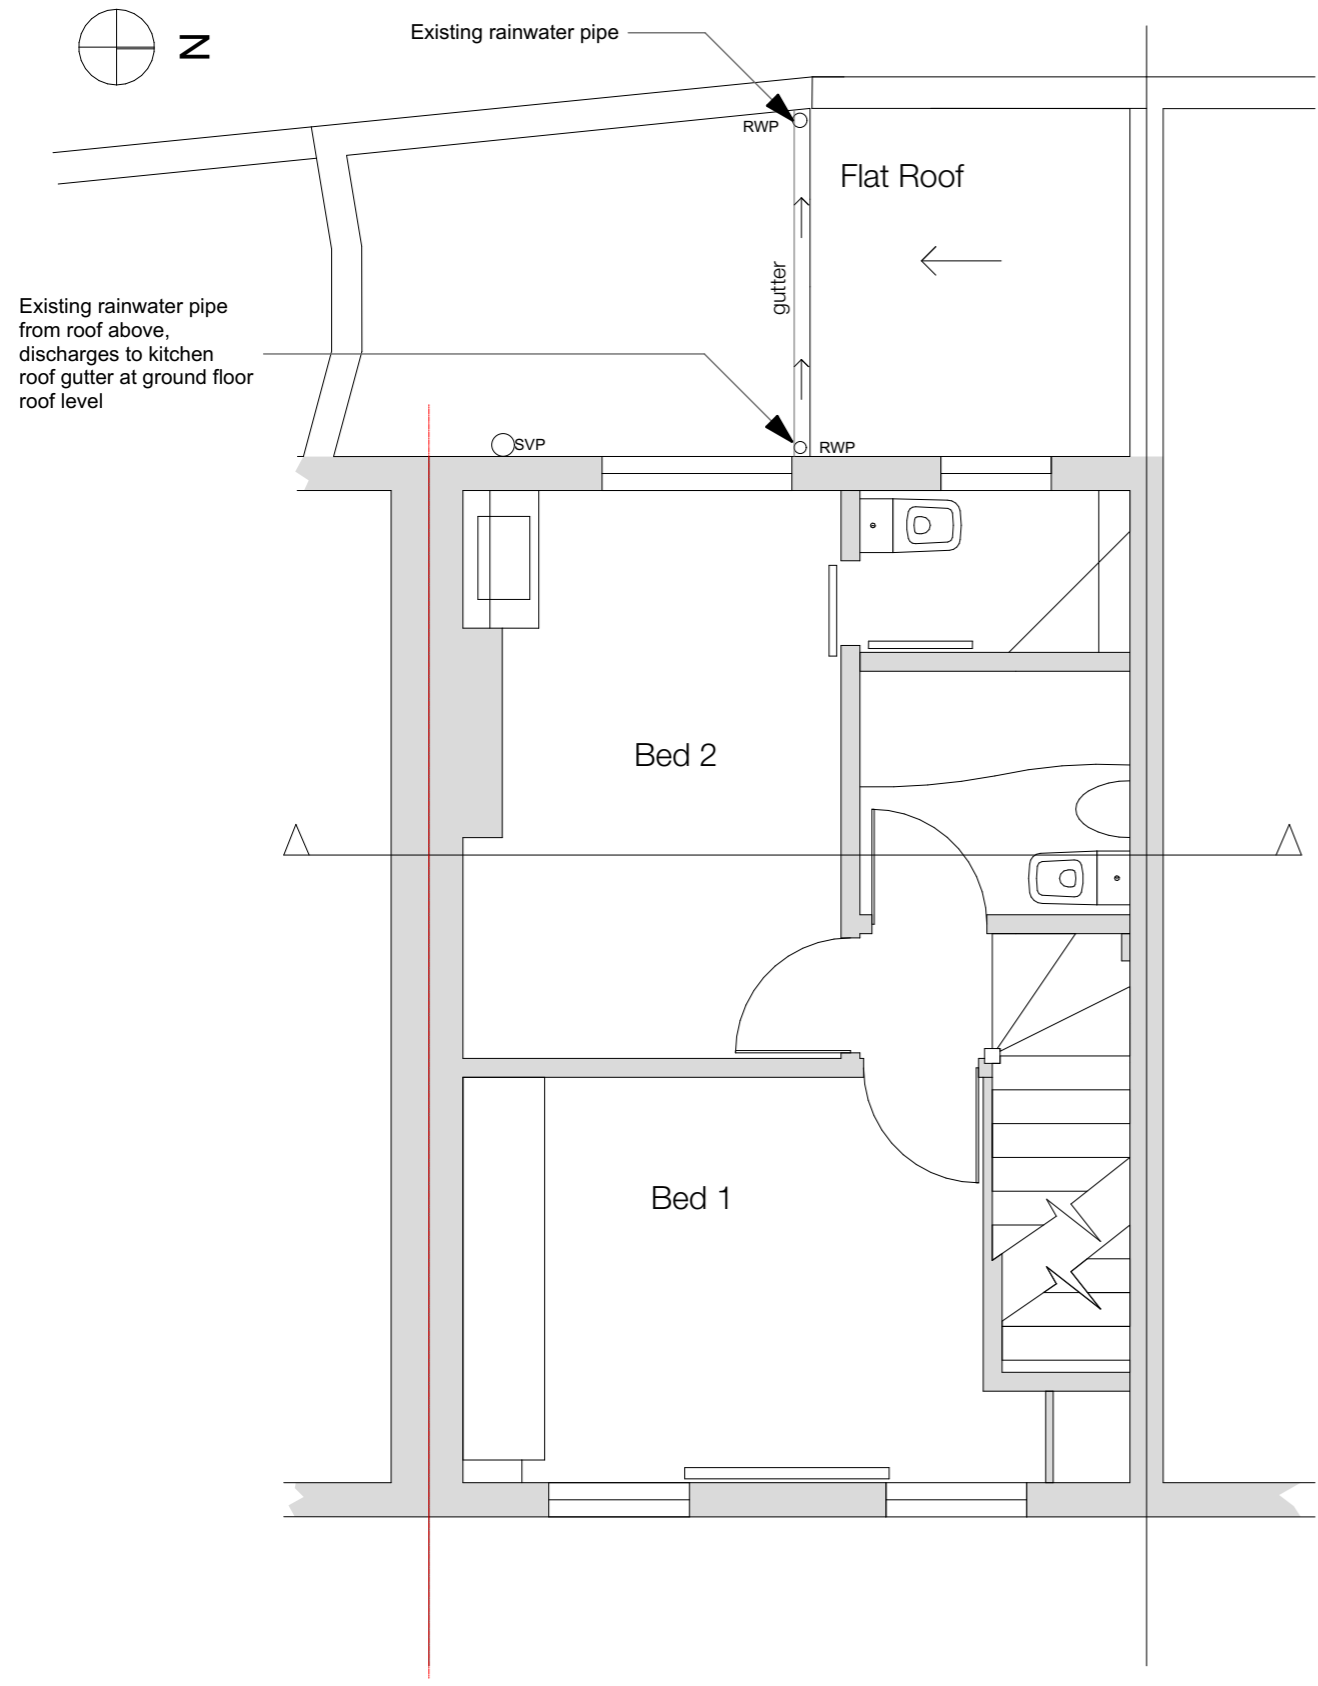 Existing rainwater pipe
N
RWP
Flat Roof
gutter
Existing rainwater pipe
from roof above,
discharges to kitchen
roof gutter at ground floor
roof level
SVP
RWP
Bed 2
Bed 1